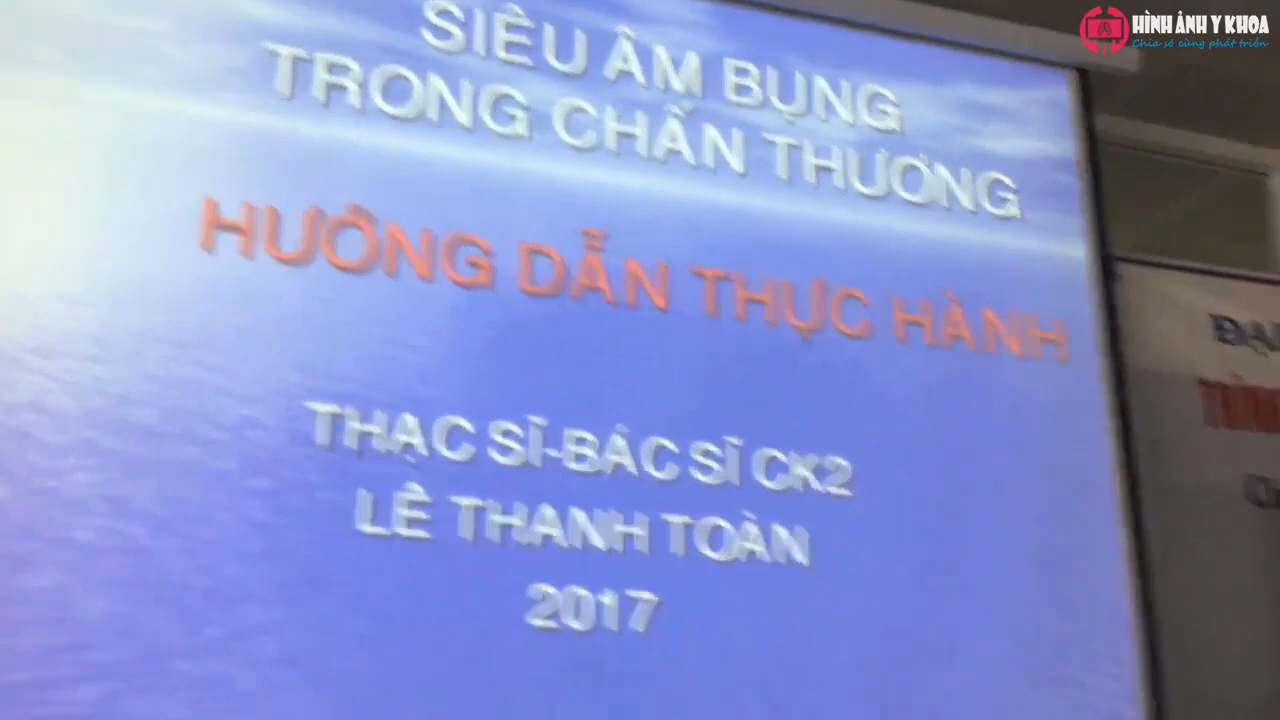 HÌNH ẢNH Y KHOA
Chia sẻ cùng phát triển
SIÊU ÂM BỤNG
TRONG CHẤN THƯƠNG
HƯỚNG DẪN THỰC HÀNH
THẠC SĨ-BÁC SĨ CK2
LÊ THANH TOÀN
2017